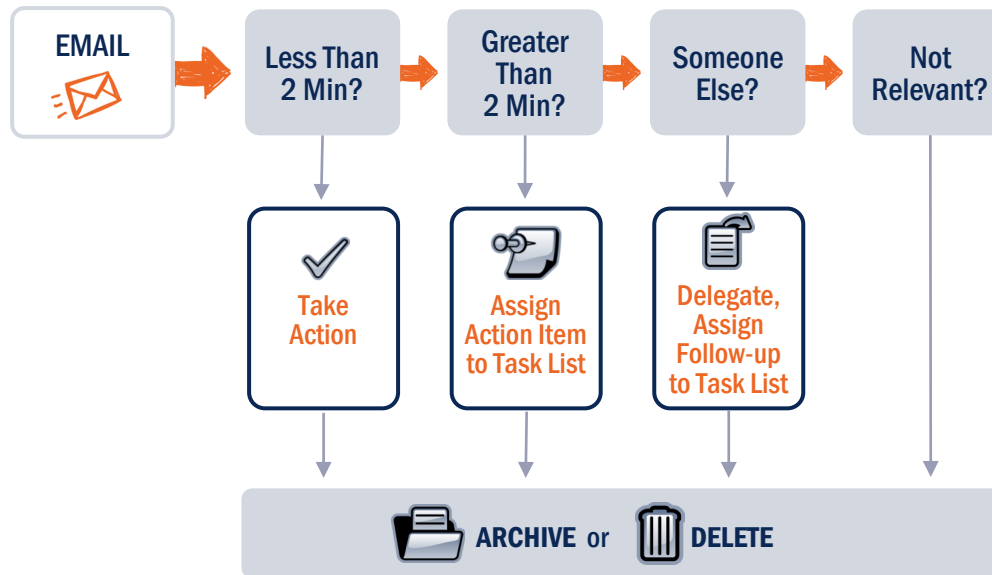 EMAIL
Less Than
2 Min?
Greater
Than
2 Min?
Someone
Else?
Not
Relevant?
Take
Action
Assign
Action Item
to Task List
Delegate,
Assign
Follow-up
to Task List
ARCHIVE or DELETE